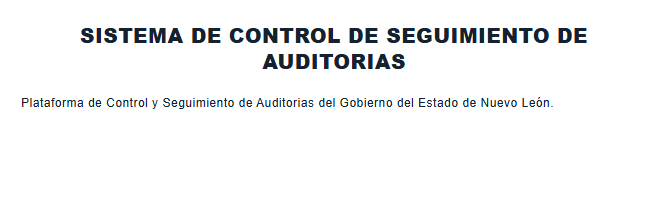 SISTEMA DE CONTROL DE SEGUIMIENTO DE
AUDITORIAS
Plataforma de Control y Seguimiento de Auditorias del Gobierno del Estado de Nuevo León.